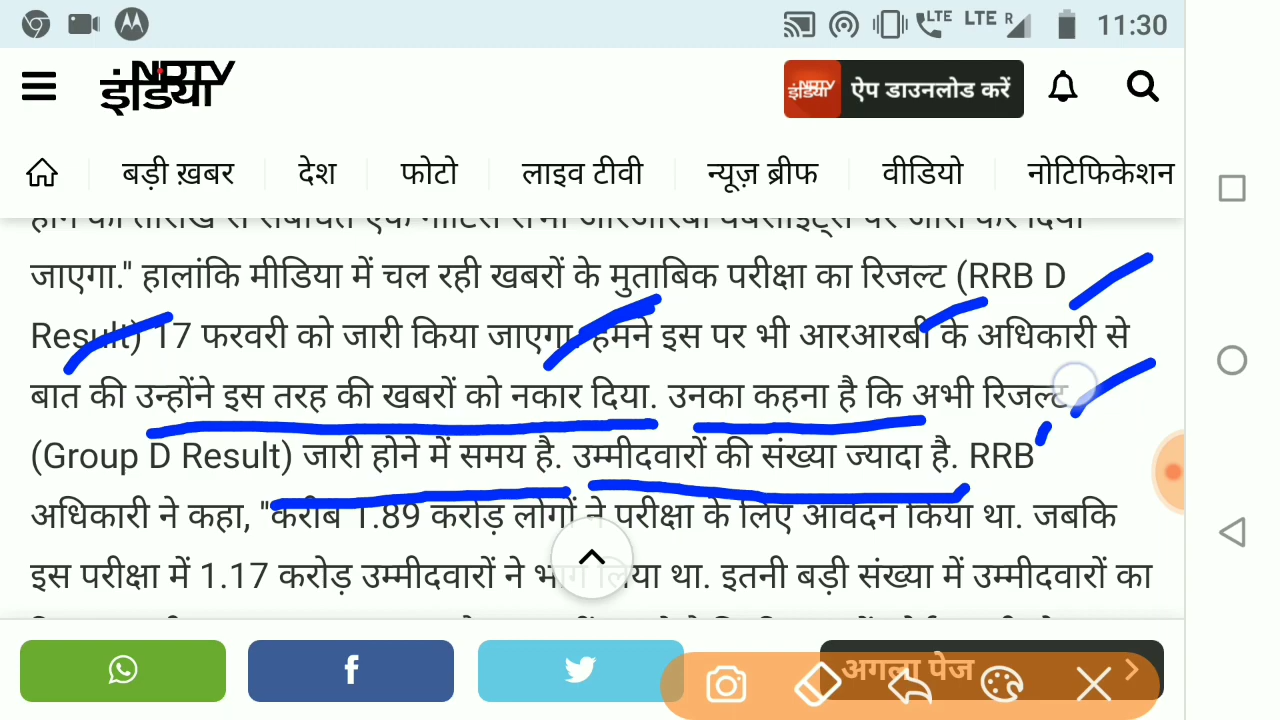 LTE LTE R 11:30
NDTV
इंडिया
NDTV
इंडिया ऐप डाउनलोड करें
बड़ी ख़बर देश फोटो लाइव टीवी न्यूज़ ब्रीफ वीडियो नोटिफिकेशन
जाएगा." हालांकि मीडिया में चल रही खबरों के मुताबिक परीक्षा का रिजल्ट (RRB D
Result) 17 फरवरी को जारी किया जाएगा. हमने इस पर भी आरआरबी के अधिकारी से
बात की उन्होंने इस तरह की खबरों को नकार दिया. उनका कहना है कि अभी रिजल्ट
(Group D Result) जारी होने में समय है. उम्मीदवारों की संख्या ज्यादा है. RRB
अधिकारी ने कहा, "करीब 1.89 करोड़ लोगों ने परीक्षा के लिए आवेदन किया था. जबकि
इस परीक्षा में 1.17 करोड़ उम्मीदवारों ने भाग लिया था. इतनी बड़ी संख्या में उम्मीदवारों का
अगला पेज